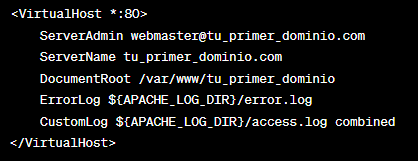 <VirtualHost *:80>
ServerAdmin webmaster@tu_primer_dominio.com
ServerName tu_primer_dominio.com
DocumentRoot /var/www/tu_primer_dominio
ErrorLog ${APACHE_LOG_DIR}/error.log
CustomLog ${APACHE_LOG_DIR}/access.log combined
</VirtualHost>